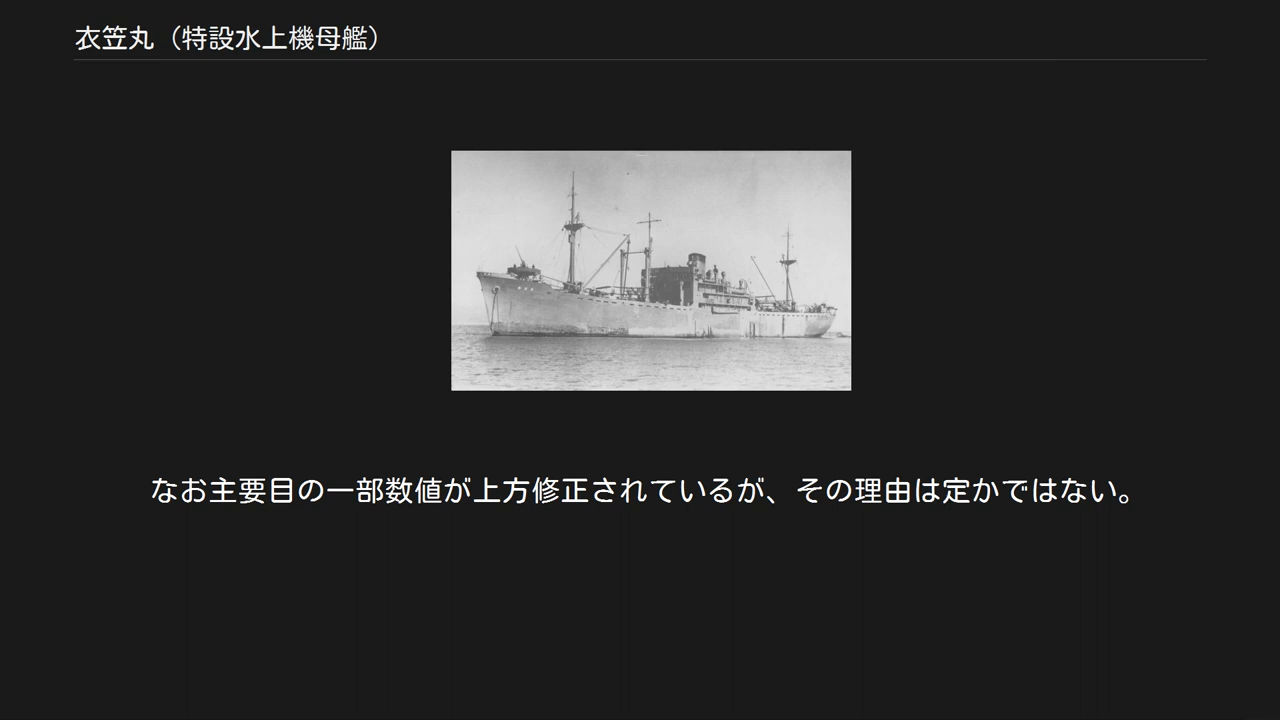 衣笠丸（特設水上機母艦）
なお主要目の一部数値が上方修正されているが、その理由は定かではない。